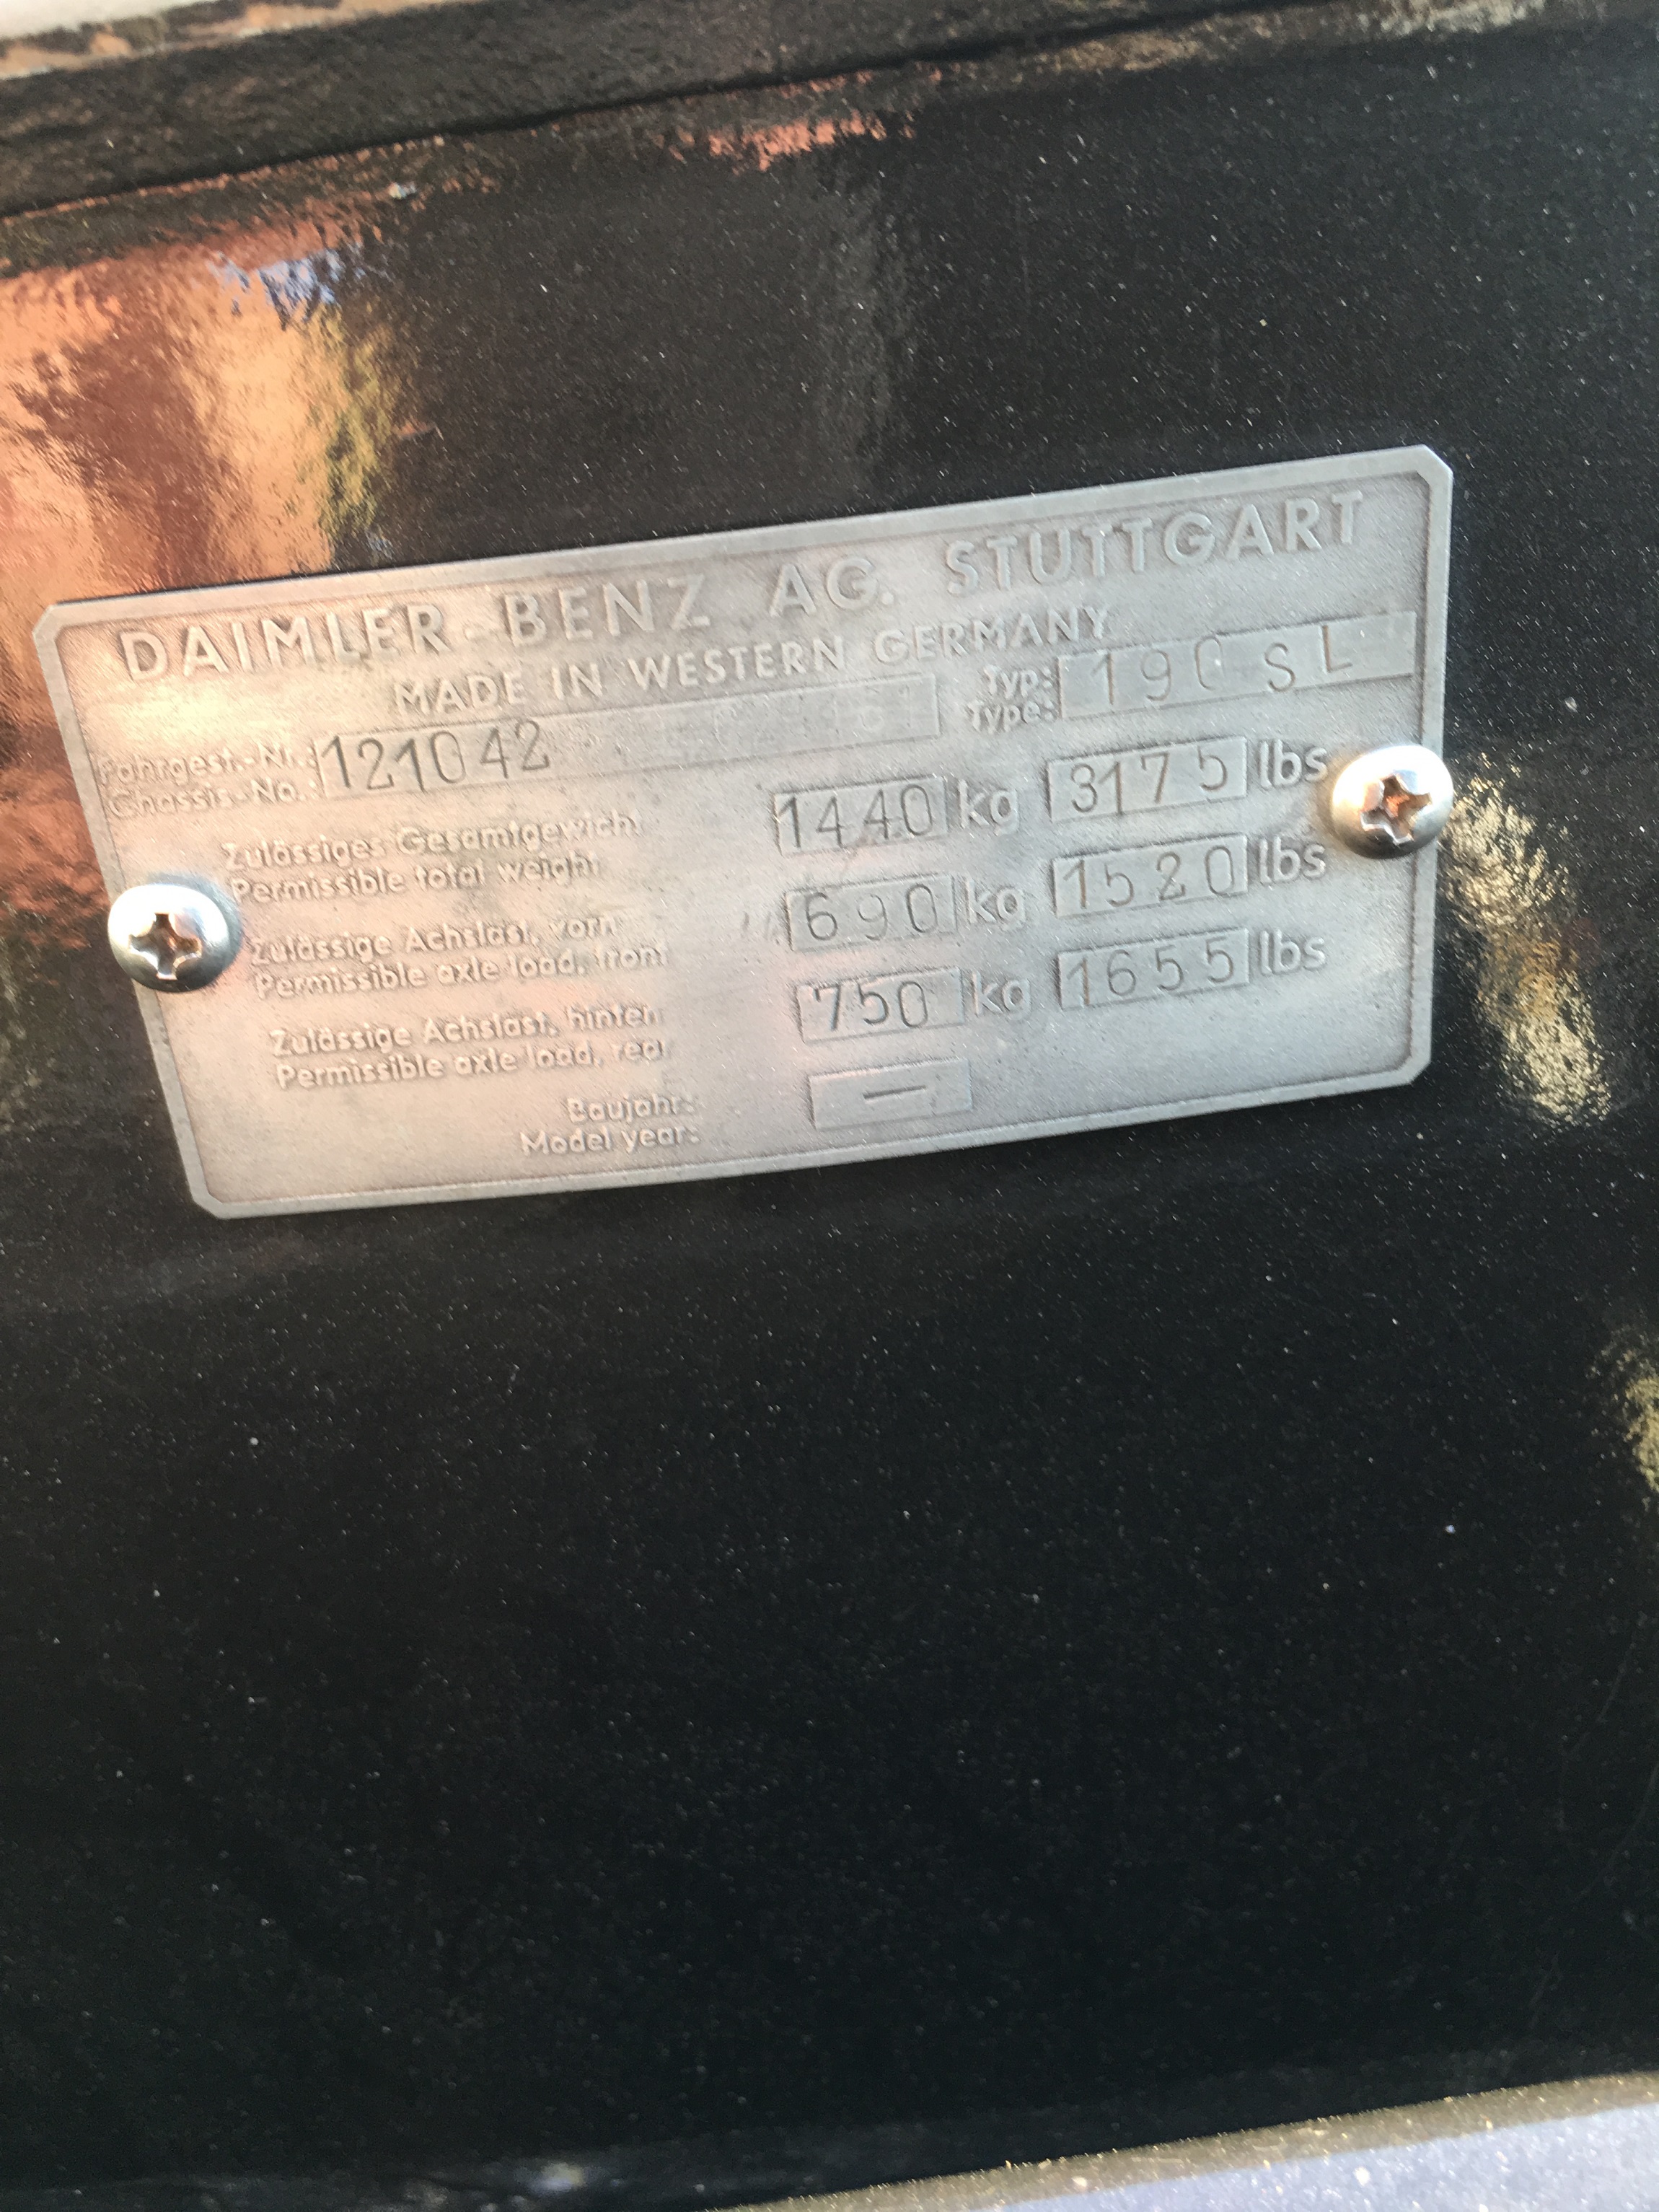 DAIMLER-BENZ AG. STUTTGART
MADE IN WESTERN GERMANY
Fahrgest.-Nr.: 121042
Chassis-No.:
Typ: 190 SL
Type:
Zulässiges Gesamtgewicht 1440 kg 3175 lbs
Permissible total weight
Zulässige Achslast, vorn 690 kg 1520 lbs
Permissible axle load, front
Zulässige Achslast, hinten 750 kg 1655 lbs
Permissible axle load, rear
Baujahr: —
Model year: